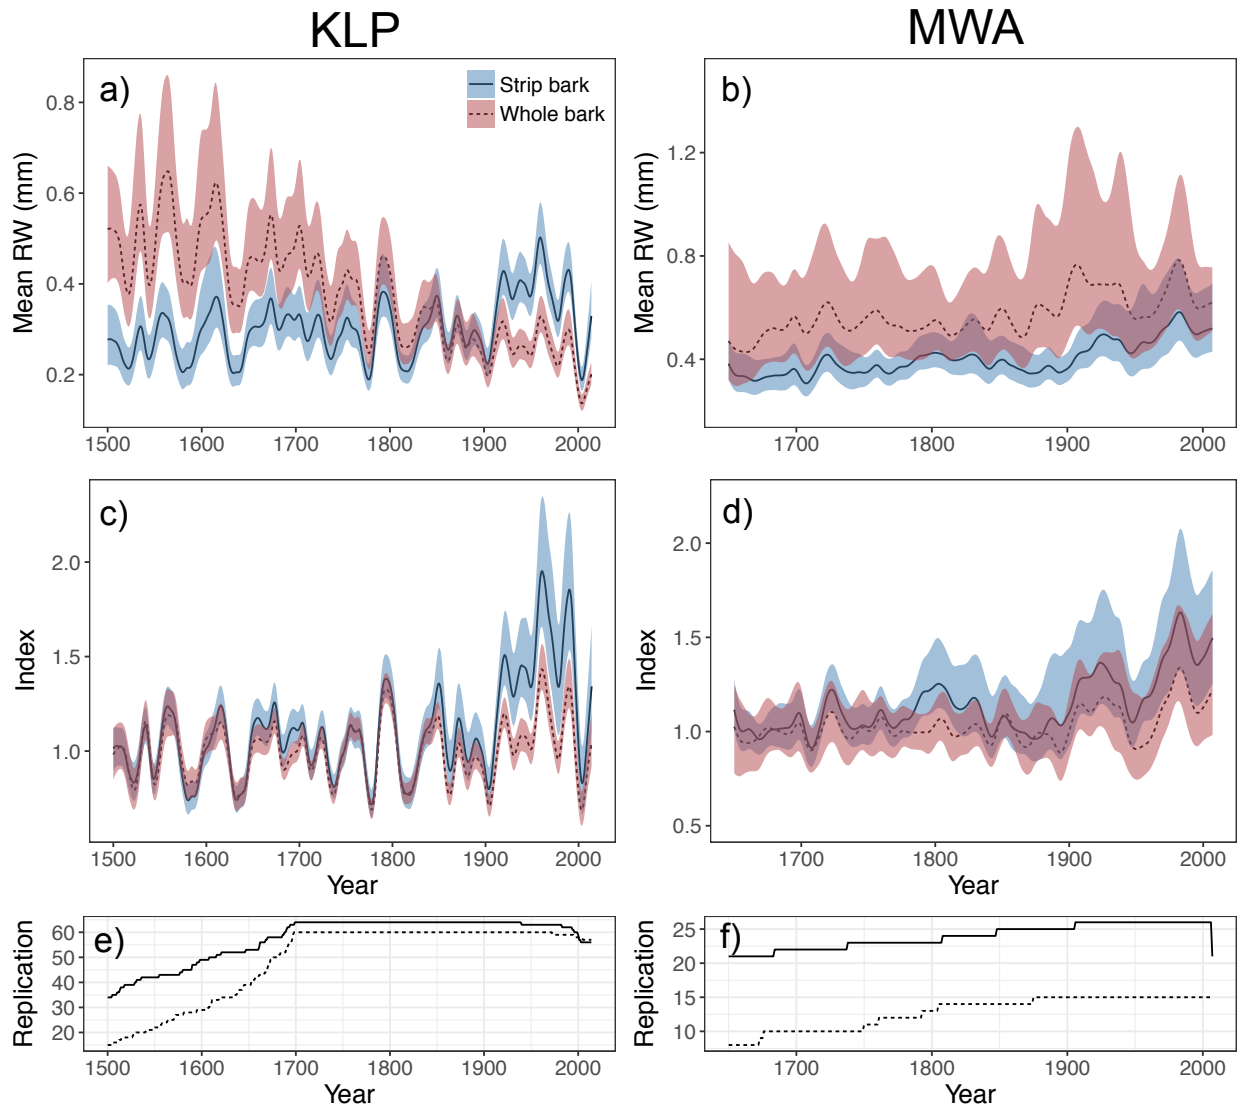 KLP
MWA
a)
Strip bark
Whole bark
Mean RW (mm)
0.8
0.6
0.4
0.2
1500 1600 1700 1800 1900 2000
b)
Mean RW (mm)
1.2
0.8
0.4
1700 1800 1900 2000
c)
Index
2.0
1.5
1.0
1500 1600 1700 1800 1900 2000
Year
d)
Index
2.0
1.5
1.0
0.5
1700 1800 1900 2000
Year
e)
Replication
60
50
40
30
20
1500 1600 1700 1800 1900 2000
Year
f)
Replication
25
20
15
10
1700 1800 1900 2000
Year